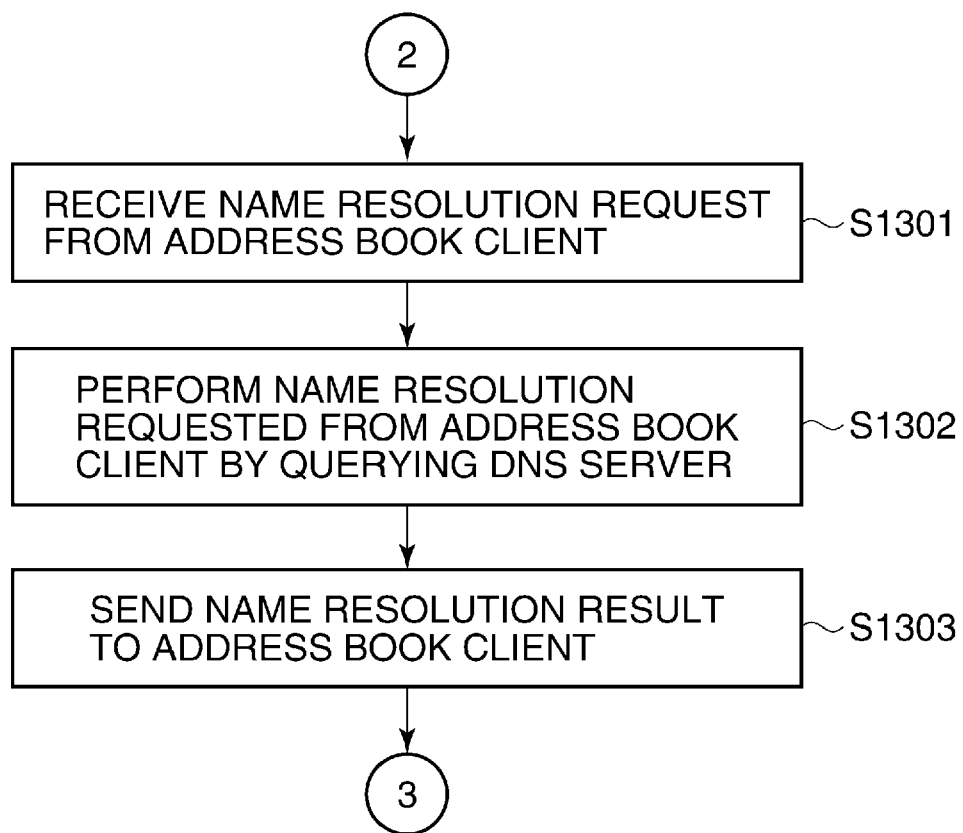 2
RECEIVE NAME RESOLUTION REQUEST
FROM ADDRESS BOOK CLIENT
S1301
PERFORM NAME RESOLUTION
REQUESTED FROM ADDRESS BOOK
CLIENT BY QUERYING DNS SERVER
S1302
SEND NAME RESOLUTION RESULT
TO ADDRESS BOOK CLIENT
S1303
3